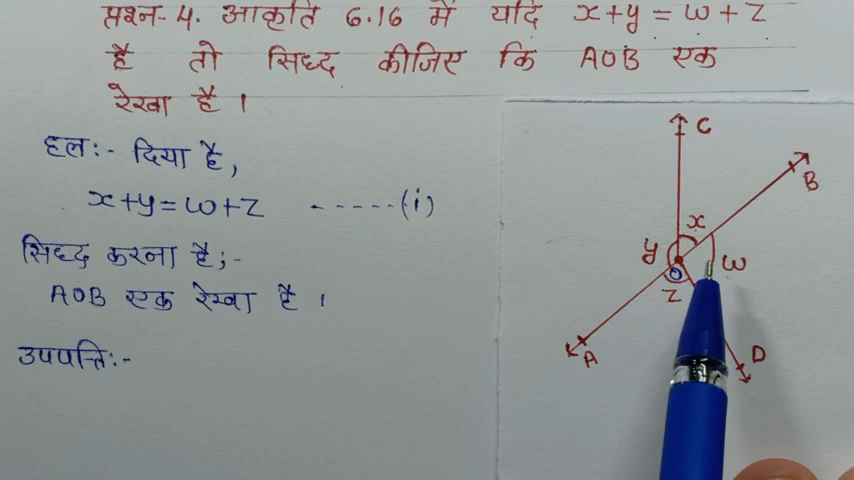 प्रश्न-4. आकृति 6.16 में यदि x+y=w+z
है तो सिध्द कीजिए कि AOB एक
रेखा है ।
हल:- दिया है,
x+y=w+z ------(i)
सिध्द करना है;-
AOB एक रेखा है ।
उपपत्ति:-
C
B
x
y
w
O
z
A
D